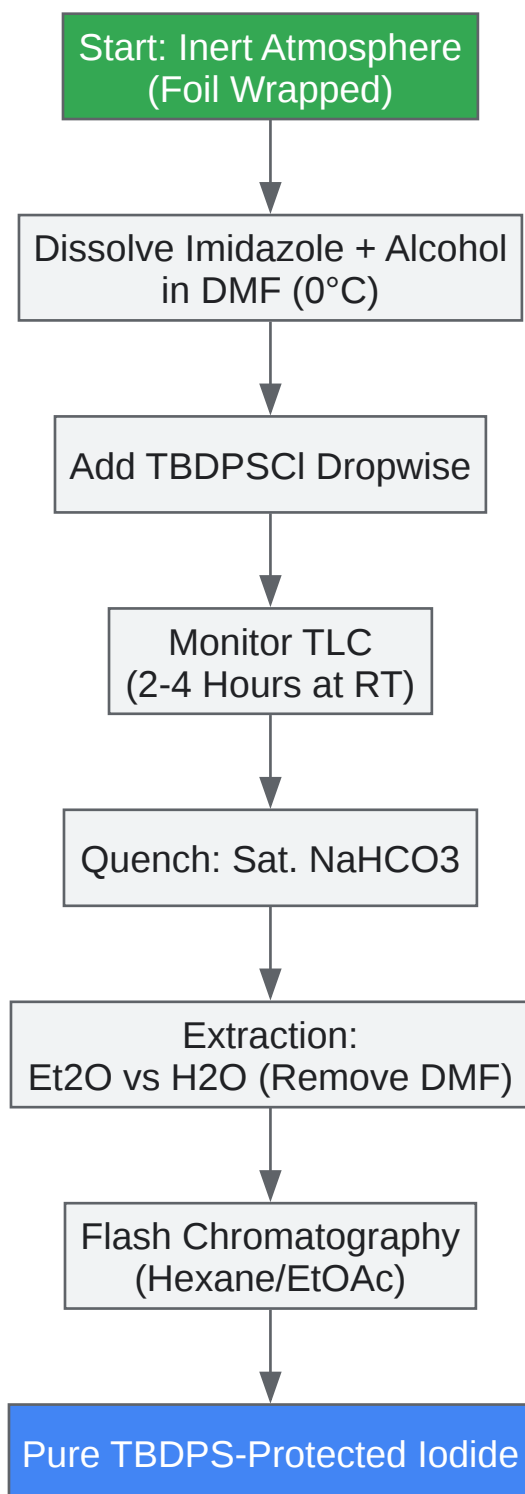 Start: Inert Atmosphere
(Foil Wrapped)
Dissolve Imidazole + Alcohol
in DMF (0°C)
Add TBDPSCl Dropwise
Monitor TLC
(2-4 Hours at RT)
Quench: Sat. NaHCO3
Extraction:
Et2O vs H2O (Remove DMF)
Flash Chromatography
(Hexane/EtOAc)
Pure TBDPS-Protected Iodide